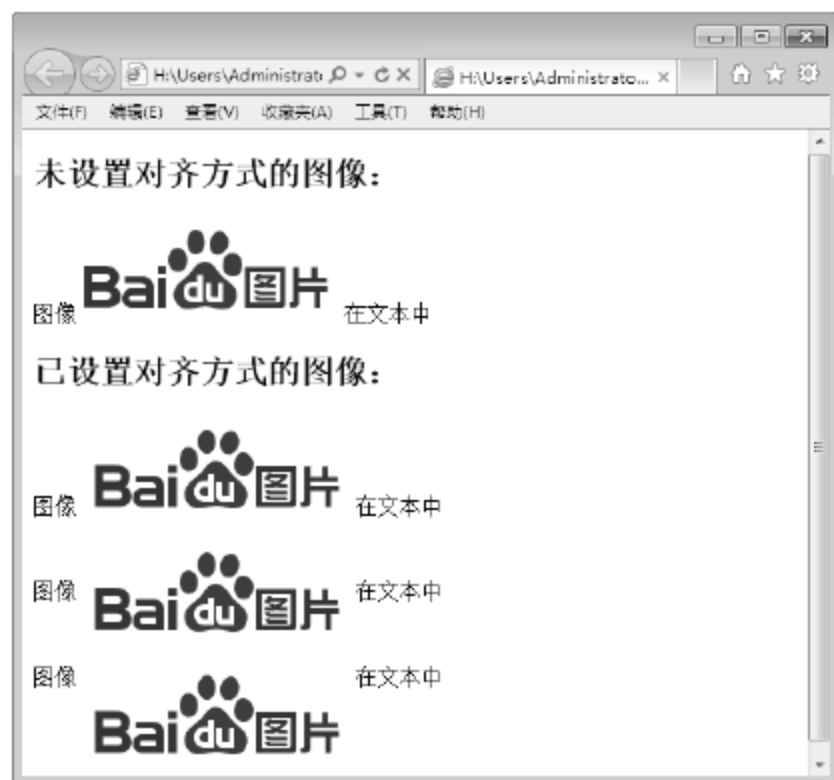 H:\Users\Administrat
H:\Users\Administrato... ×
文件(F) 编辑(E) 查看(V) 收藏夹(A) 工具(T) 帮助(H)
未设置对齐方式的图像：
图像 Baidu图片 在文本中
已设置对齐方式的图像：
图像 Baidu图片 在文本中
图像 Baidu图片 在文本中
图像 Baidu图片 在文本中